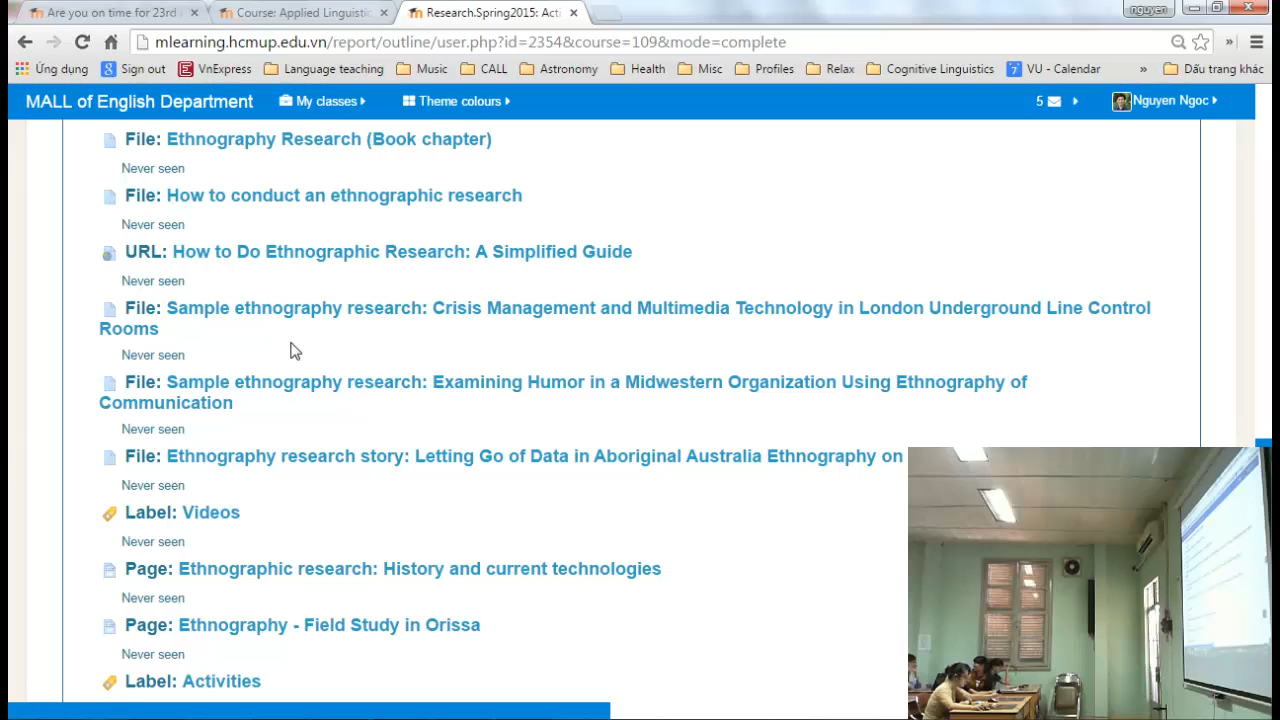 Are you on time for 23rd
Course: Applied Linguistic
Research.Spring2015: Acti
nguyen
mlearning.hcmup.edu.vn/report/outline/user.php?id=2354&course=109&mode=complete
Ứng dụng Sign out VnExpress Language teaching Music CALL Astronomy Health Misc Profiles Relax Cognitive Linguistics 7 VU - Calendar » Dấu trang khác
MALL of English Department My classes Theme colours 5 Nguyen Ngoc
File: Ethnography Research (Book chapter)
Never seen
File: How to conduct an ethnographic research
Never seen
URL: How to Do Ethnographic Research: A Simplified Guide
Never seen
File: Sample ethnography research: Crisis Management and Multimedia Technology in London Underground Line Control
Rooms
Never seen
File: Sample ethnography research: Examining Humor in a Midwestern Organization Using Ethnography of
Communication
Never seen
File: Ethnography research story: Letting Go of Data in Aboriginal Australia Ethnography on
Never seen
Label: Videos
Never seen
Page: Ethnographic research: History and current technologies
Never seen
Page: Ethnography - Field Study in Orissa
Never seen
Label: Activities